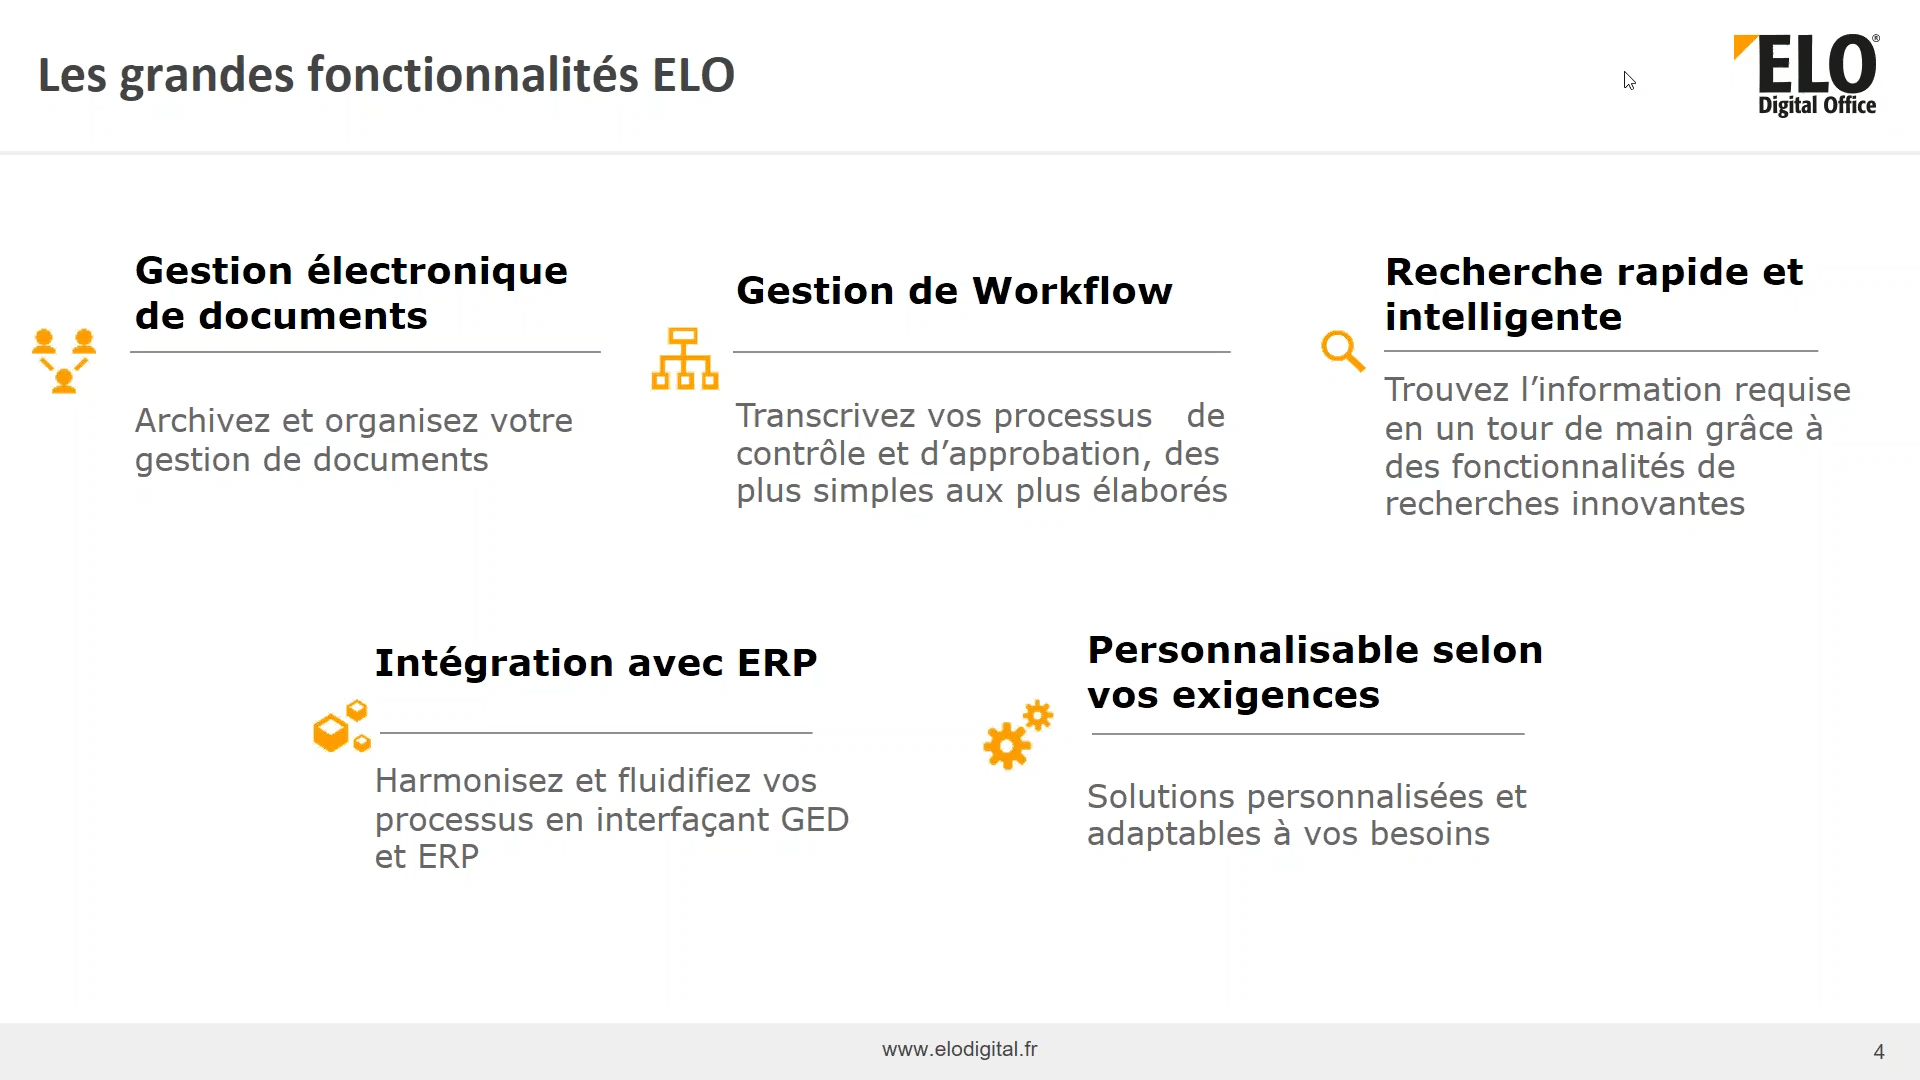 Les grandes fonctionnalités ELO
ELO®
Digital Office
Gestion électronique
de documents
Archivez et organisez votre
gestion de documents
Gestion de Workflow
Transcrivez vos processus de
contrôle et d’approbation, des
plus simples aux plus élaborés
Recherche rapide et
intelligente
Trouvez l’information requise
en un tour de main grâce à
des fonctionnalités de
recherches innovantes
Intégration avec ERP
Harmonisez et fluidifiez vos
processus en interfaçant GED
et ERP
Personnalisable selon
vos exigences
Solutions personnalisées et
adaptables à vos besoins
www.elodigital.fr
4